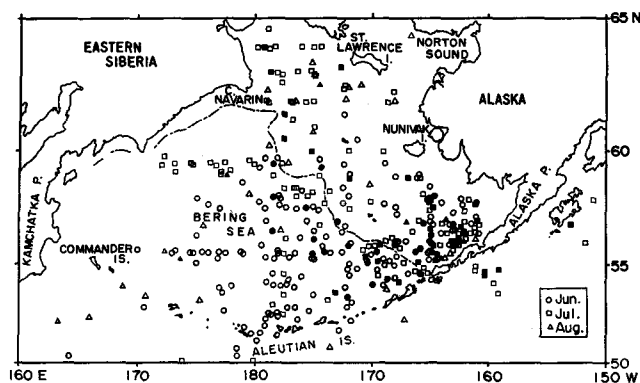 65 N
EASTERN
SIBERIA
ST.
LAWRENCE
I.
NORTON
SOUND
C.
NAVARIN
ALASKA
NUNIVAK
I.
60
KAMCHATKA P.
BERING
SEA
ALASKA P.
COMMANDER
IS.
55
Jun.
Jul.
Aug.
ALEUTIAN IS.
50
160 E
170
180
170
160
150 W